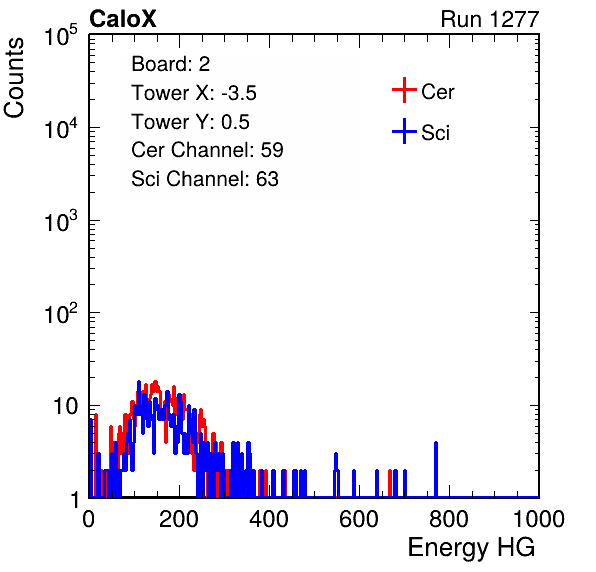 CaloX Run 1277
Counts
10^5
10^4
10^3
10^2
10
1
Board: 2
Tower X: -3.5
Tower Y: 0.5
Cer Channel: 59
Sci Channel: 63
Cer
Sci
0 200 400 600 800 1000
Energy HG